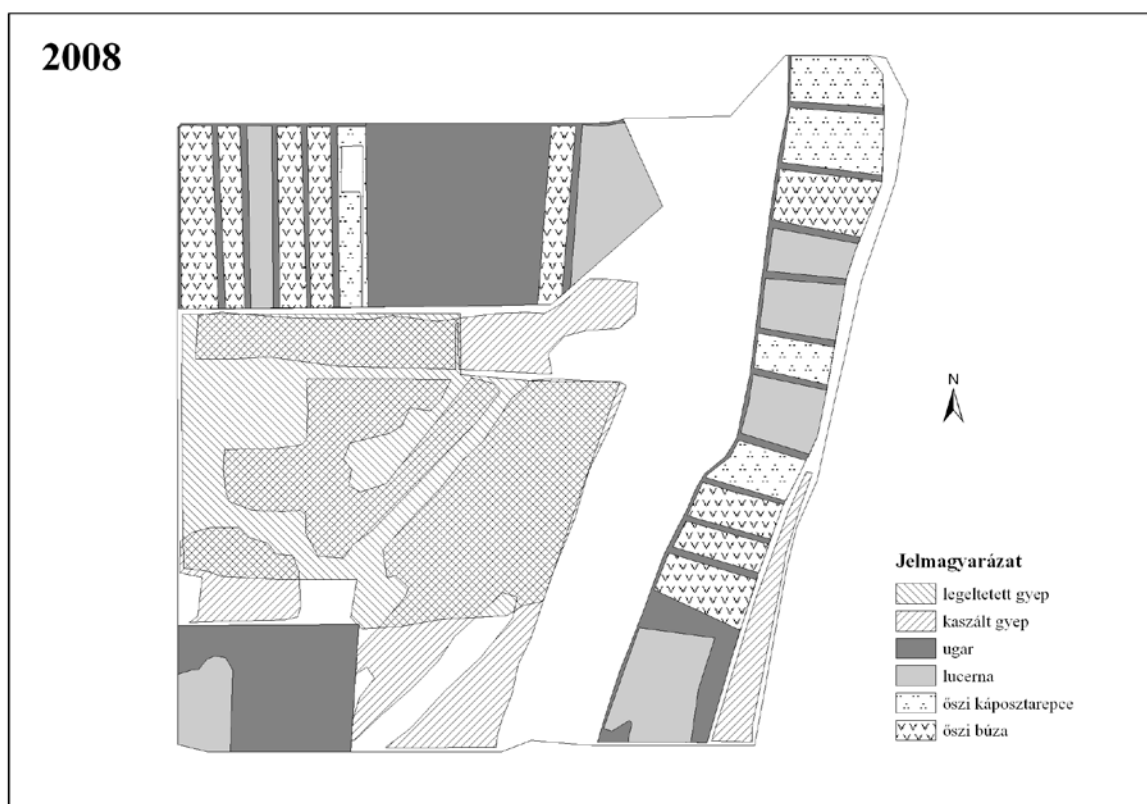 2008
N
Jelmagyarázat
legeltetett gyep
kaszált gyep
ugar
lucerna
őszi káposztarepce
őszi búza